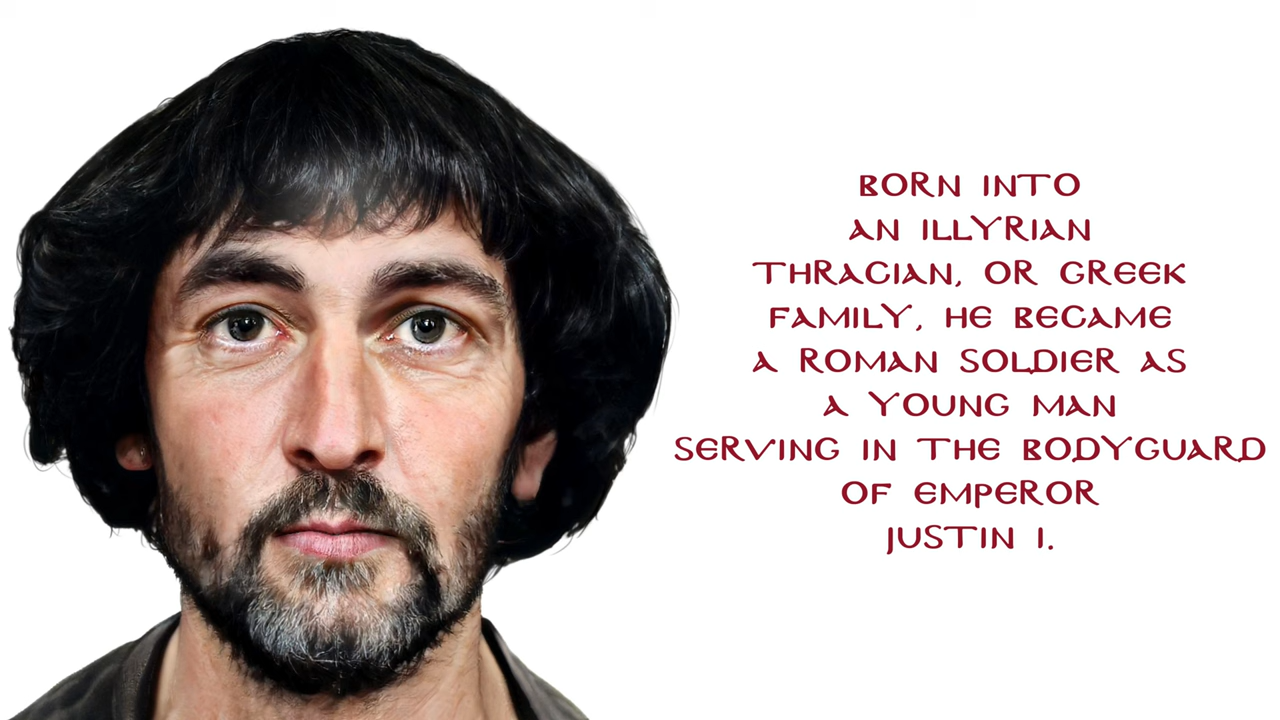 BORN INTO
AN ILLYRIAN
THRACIAN, OR GREEK
FAMILY, HE BECAME
A ROMAN SOLDIER AS
A YOUNG MAN
SERVING IN THE BODYGUARD
OF EMPEROR
JUSTIN I.